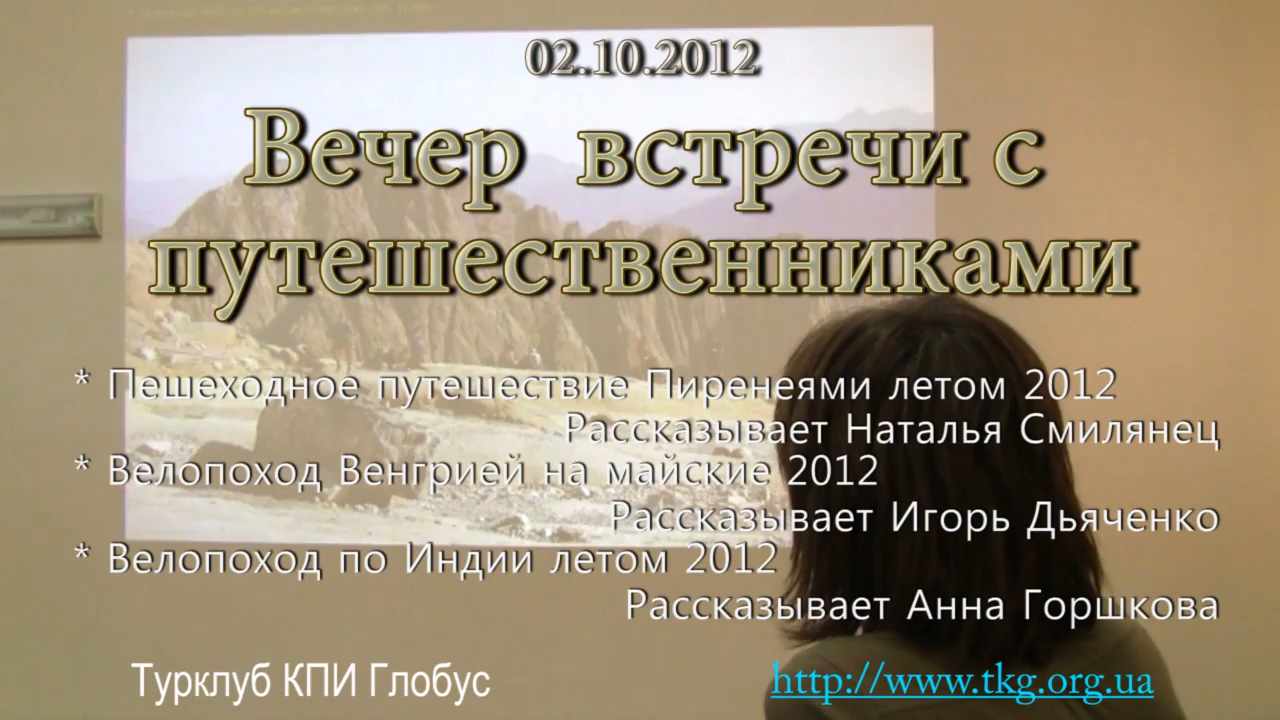 02.10.2012
Вечер встречи с
путешественниками
* Пешеходное путешествие Пиренеями летом 2012
Рассказывает Наталья Смилянец
* Велопоход Венгрией на майские 2012
Рассказывает Игорь Дьяченко
* Велопоход по Индии летом 2012
Рассказывает Анна Горшкова
Турклуб КПИ Глобус
http://www.tkg.org.ua